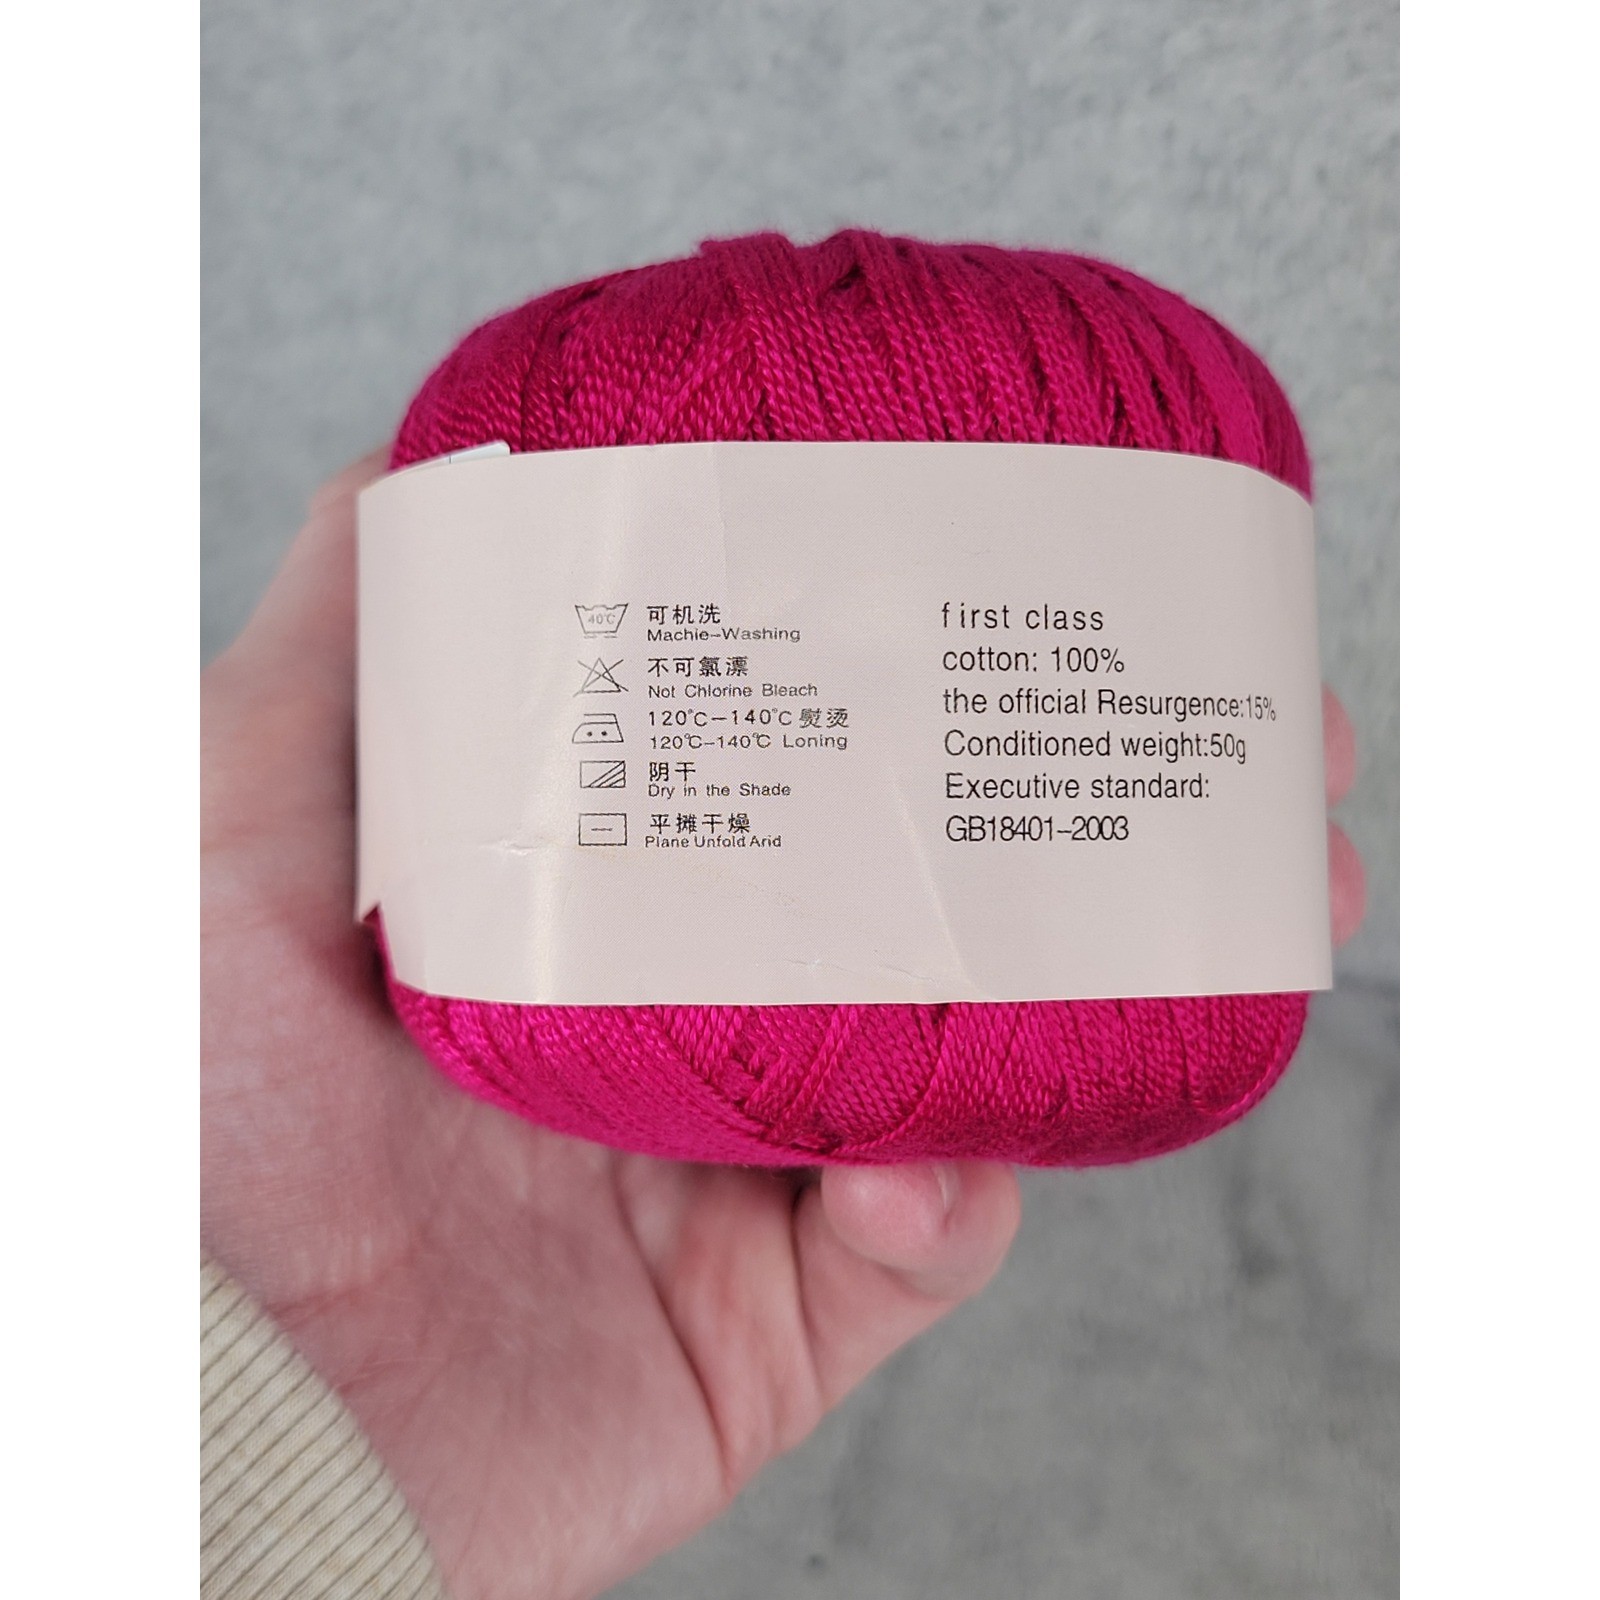 40℃
可机洗
Machie-Washing
不可氯漂
Not Chlorine Bleach
120℃-140℃ 熨烫
120℃-140℃ Loning
阴干
Dry in the Shade
平摊干燥
Plane Unfold Arid
first class
cotton: 100%
the official Resurgence:15%
Conditioned weight:50g
Executive standard:
GB18401-2003